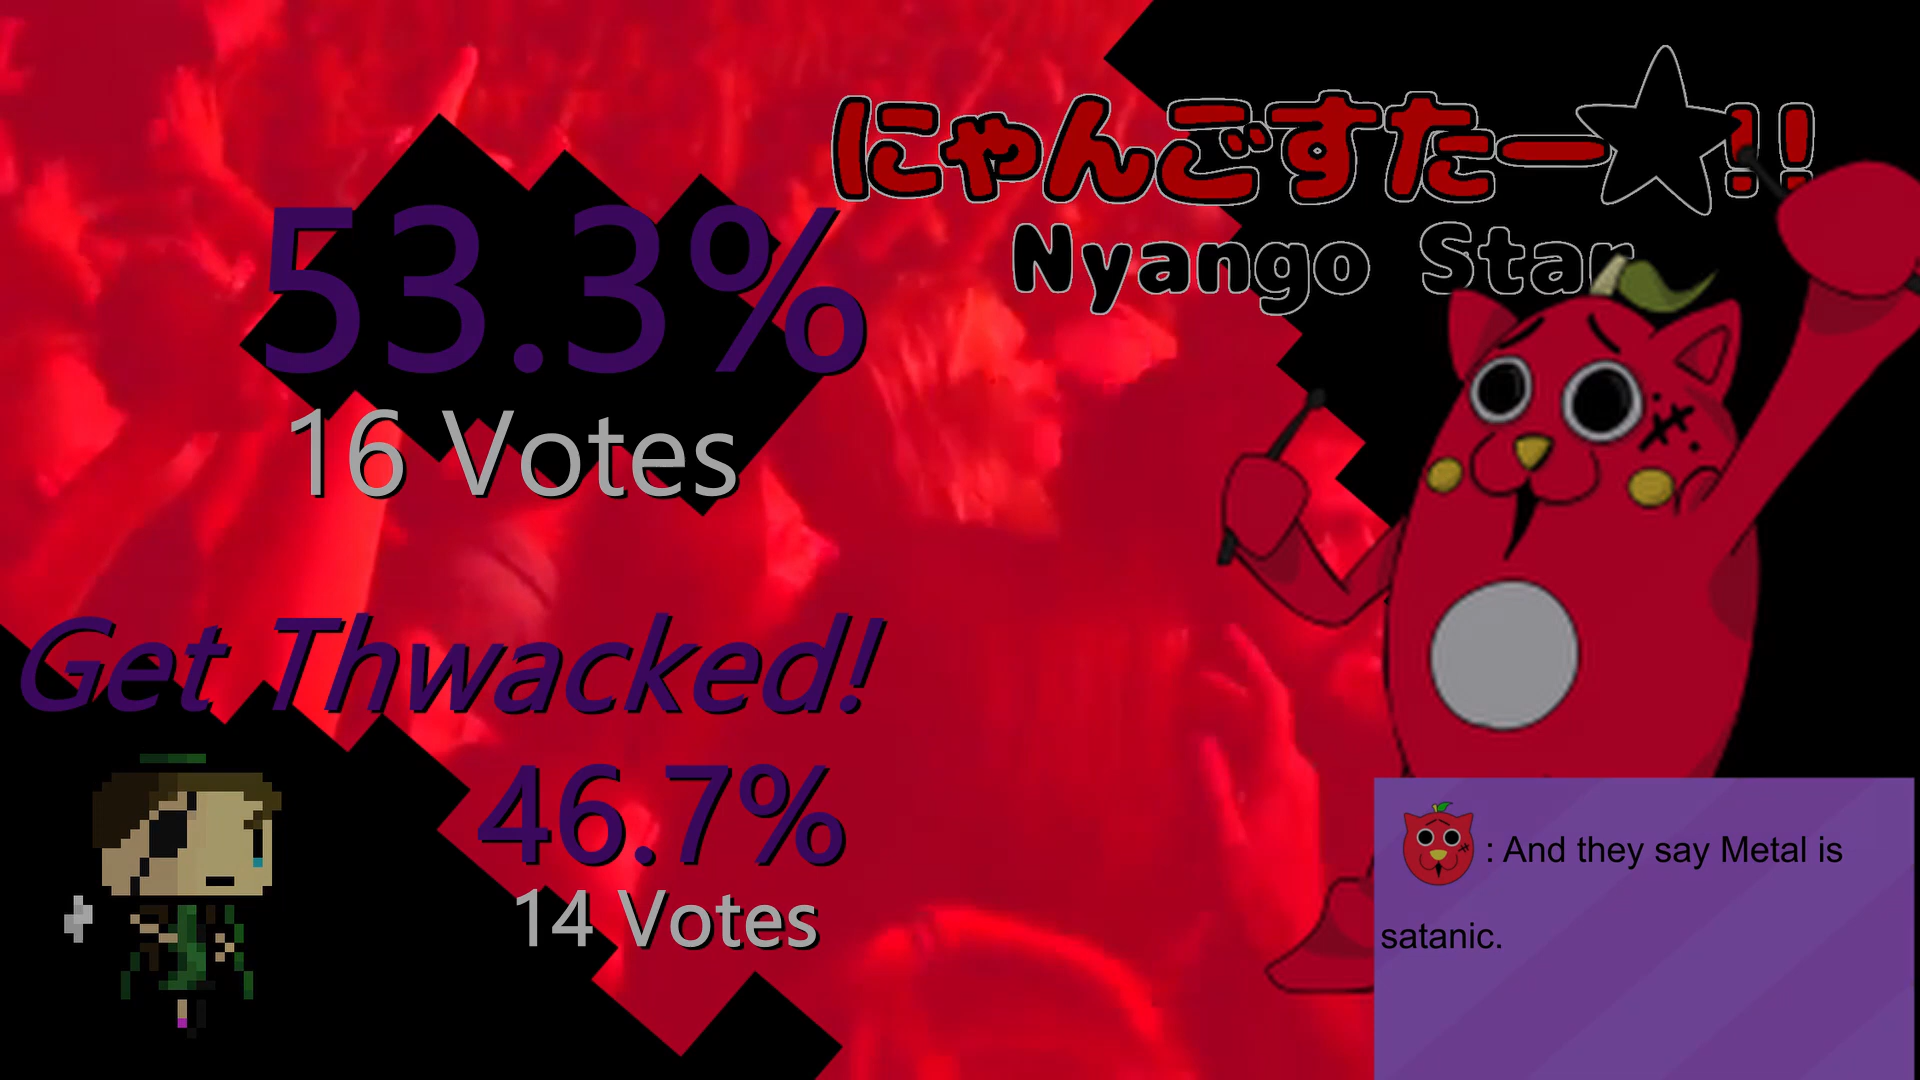 にゃんごすたー★!!
Nyango Star
53.3%
16 Votes
Get Thwacked!
46.7%
14 Votes
: And they say Metal is
satanic.